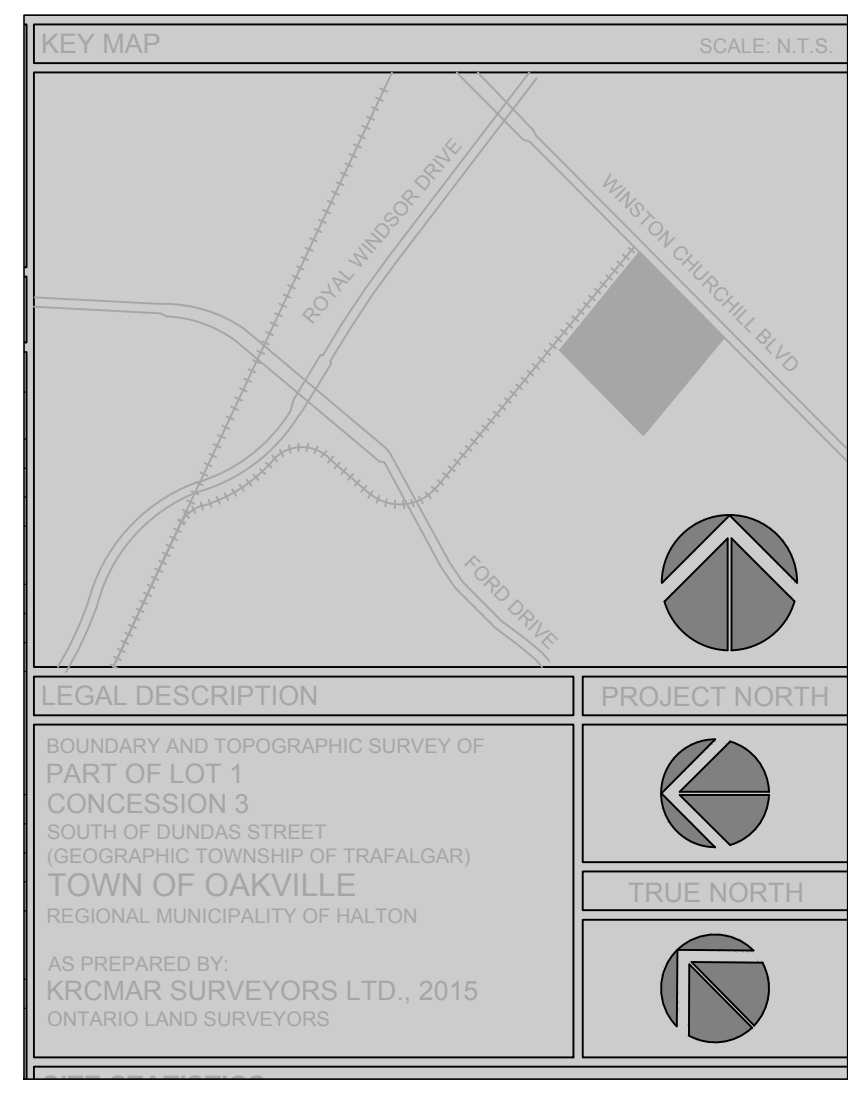 KEY MAP
SCALE: N.T.S.
ROYAL WINDSOR DRIVE
WINSTON CHURCHILL BLVD
FORD DRIVE
LEGAL DESCRIPTION
PROJECT NORTH
BOUNDARY AND TOPOGRAPHIC SURVEY OF
PART OF LOT 1
CONCESSION 3
SOUTH OF DUNDAS STREET
(GEOGRAPHIC TOWNSHIP OF TRAFALGAR)
TOWN OF OAKVILLE
REGIONAL MUNICIPALITY OF HALTON
TRUE NORTH
AS PREPARED BY:
KRCMAR SURVEYORS LTD., 2015
ONTARIO LAND SURVEYORS
SITE STATISTICS